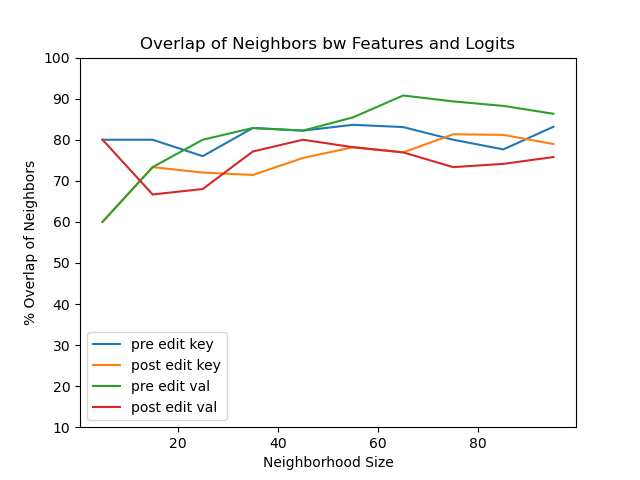 Overlap of Neighbors bw Features and Logits
100
90
80
70
60
50
40
30
20
10
% Overlap of Neighbors
pre edit key
post edit key
pre edit val
post edit val
20 40 60 80
Neighborhood Size